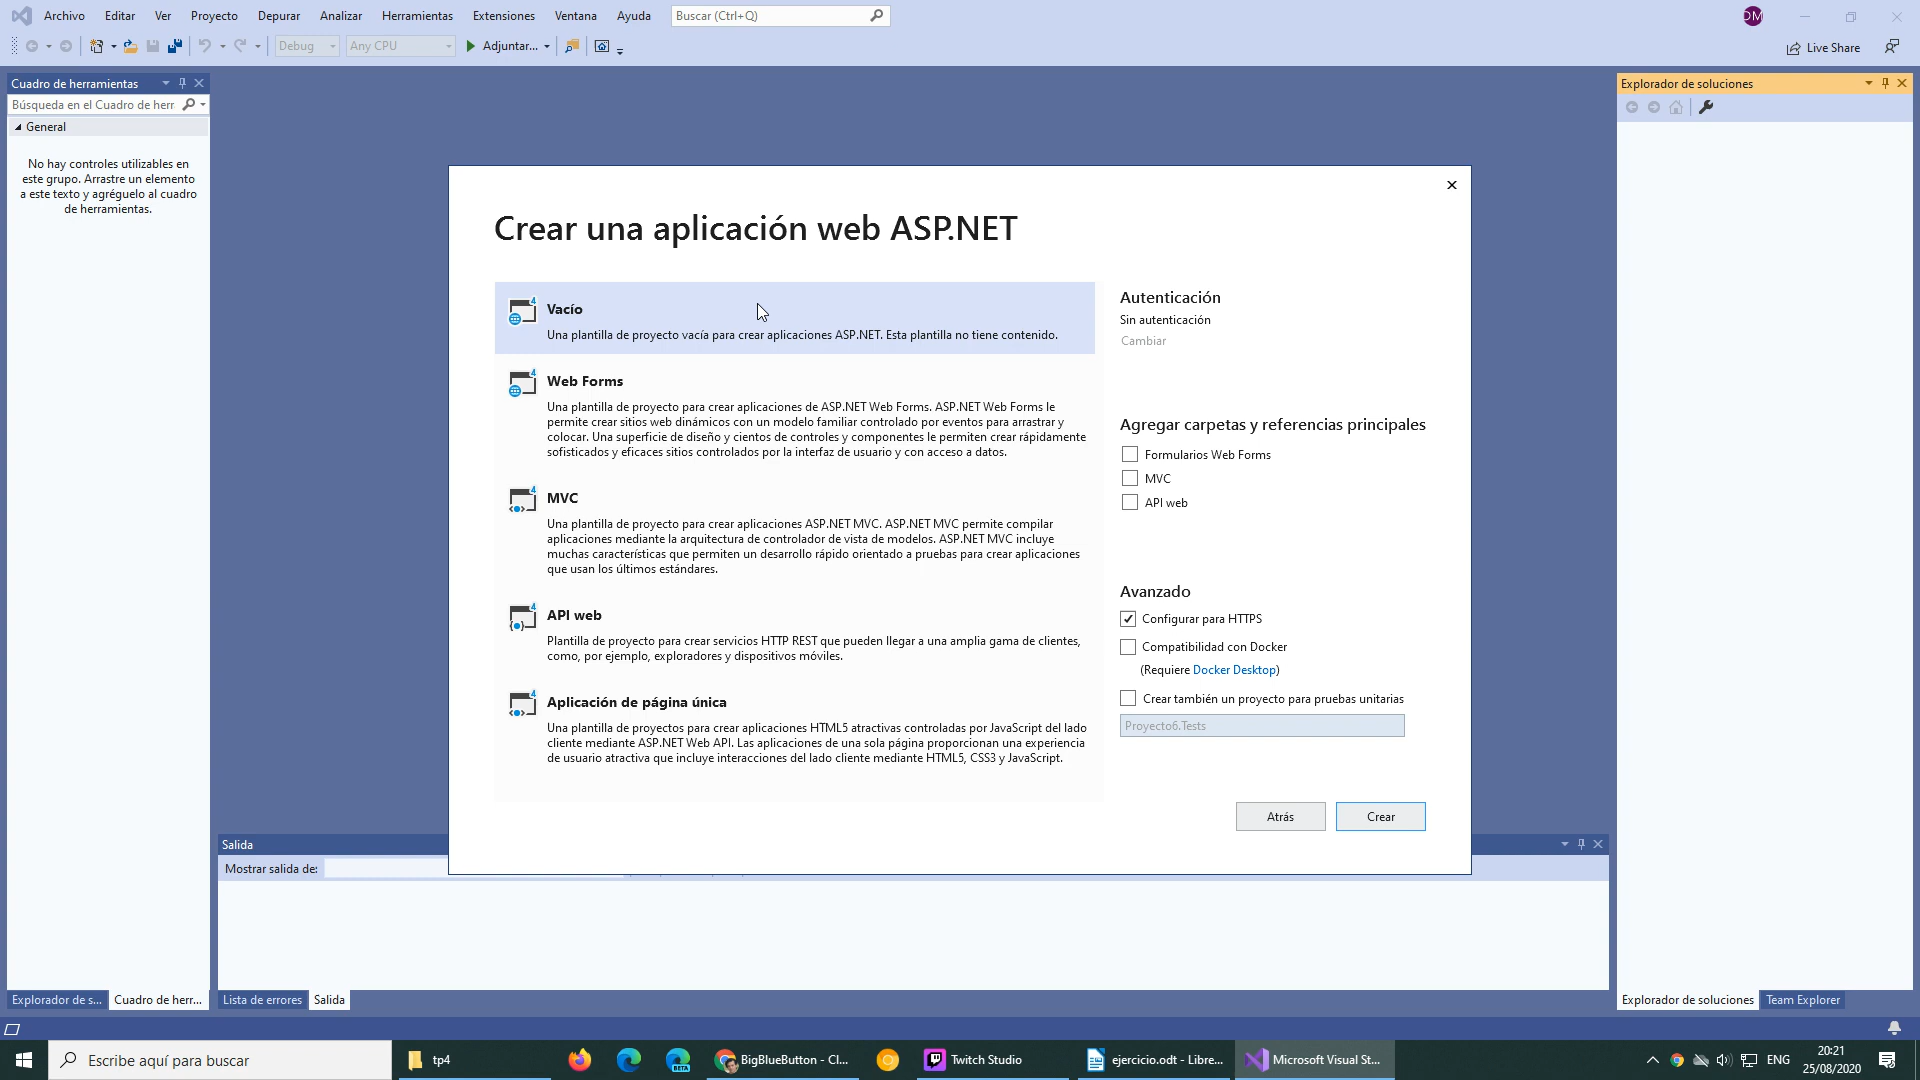 Archivo Editar Ver Proyecto Depurar Analizar Herramientas Extensiones Ventana Ayuda Buscar (Ctrl+Q) DM
Debug Any CPU Adjuntar... Live Share
Cuadro de herramientas
Búsqueda en el Cuadro de herr
General
No hay controles utilizables en
este grupo. Arrastre un elemento
a este texto y agréguelo al cuadro
de herramientas.
Explorador de soluciones
Crear una aplicación web ASP.NET
Vacío
Una plantilla de proyecto vacía para crear aplicaciones ASP.NET. Esta plantilla no tiene contenido.
Web Forms
Una plantilla de proyecto para crear aplicaciones de ASP.NET Web Forms. ASP.NET Web Forms le
permite crear sitios web dinámicos con un modelo familiar controlado por eventos para arrastrar y
colocar. Una superficie de diseño y cientos de controles y componentes le permiten crear rápidamente
sofisticados y eficaces sitios controlados por la interfaz de usuario y con acceso a datos.
MVC
Una plantilla de proyecto para crear aplicaciones ASP.NET MVC. ASP.NET MVC permite compilar
aplicaciones mediante la arquitectura de controlador de vista de modelos. ASP.NET MVC incluye
muchas características que permiten un desarrollo rápido orientado a pruebas para crear aplicaciones
que usan los últimos estándares.
API web
Plantilla de proyecto para crear servicios HTTP REST que pueden llegar a una amplia gama de clientes,
como, por ejemplo, exploradores y dispositivos móviles.
Aplicación de página única
Una plantilla de proyectos para crear aplicaciones HTML5 atractivas controladas por JavaScript del lado
cliente mediante ASP.NET Web API. Las aplicaciones de una sola página proporcionan una experiencia
de usuario atractiva que incluye interacciones del lado cliente mediante HTML5, CSS3 y JavaScript.
Autenticación
Sin autenticación
Cambiar
Agregar carpetas y referencias principales
Formularios Web Forms
MVC
API web
Avanzado
Configurar para HTTPS
Compatibilidad con Docker
(Requiere Docker Desktop)
Crear también un proyecto para pruebas unitarias
Proyecto6.Tests
Atrás Crear
Salida
Mostrar salida de:
Explorador de s... Cuadro de herr... Lista de errores Salida Explorador de soluciones Team Explorer
Escribe aquí para buscar tp4 BETA BigBlueButton - Cl... Twitch Studio ejercicio.odt - Libre... Microsoft Visual St... ENG
20:21
25/08/2020